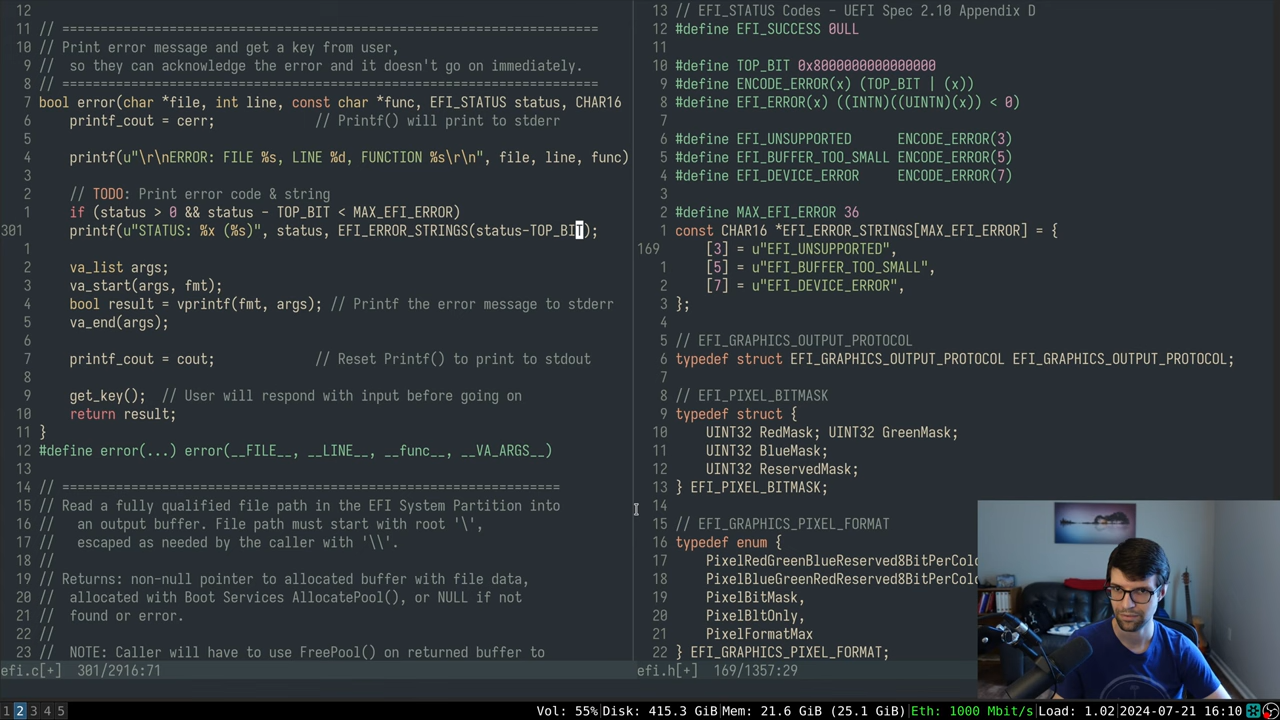 12
11 // ======================================================================
10 // Print error message and get a key from user,
9 //  so they can acknowledge the error and it doesn't go on immediately.
8 // ======================================================================
7 bool error(char *file, int line, const char *func, EFI_STATUS status, CHAR16
6     printf_cout = cerr;             // Printf() will print to stderr
5
4     printf(u"\r\nERROR: FILE %s, LINE %d, FUNCTION %s\r\n", file, line, func)
3
2     // TODO: Print error code & string
1     if (status > 0 && status - TOP_BIT < MAX_EFI_ERROR)
301     printf(u"STATUS: %x (%s)", status, EFI_ERROR_STRINGS(status-TOP_BIT);
1
2     va_list args;
3     va_start(args, fmt);
4     bool result = vprintf(fmt, args); // Printf the error message to stderr
5     va_end(args);
6
7     printf_cout = cout;             // Reset Printf() to print to stdout
8
9     get_key();  // User will respond with input before going on
10     return result;
11 }
12 #define error(...) error(__FILE__, __LINE__, __func__, __VA_ARGS__)
13
14 // =================================================================
15 // Read a fully qualified file path in the EFI System Partition into
16 //   an output buffer. File path must start with root '\',
17 //   escaped as needed by the caller with '\\'.
18 //
19 // Returns: non-null pointer to allocated buffer with file data,
20 //  allocated with Boot Services AllocatePool(), or NULL if not
21 //  found or error.
22 //
23 //  NOTE: Caller will have to use FreePool() on returned buffer to
efi.c[+]  301/2916:71
13 // EFI_STATUS Codes - UEFI Spec 2.10 Appendix D
12 #define EFI_SUCCESS 0ULL
11
10 #define TOP_BIT 0x8000000000000000
9 #define ENCODE_ERROR(x) (TOP_BIT | (x))
8 #define EFI_ERROR(x) ((INTN)((UINTN)(x)) < 0)
7
6 #define EFI_UNSUPPORTED      ENCODE_ERROR(3)
5 #define EFI_BUFFER_TOO_SMALL ENCODE_ERROR(5)
4 #define EFI_DEVICE_ERROR     ENCODE_ERROR(7)
3
2 #define MAX_EFI_ERROR 36
1 const CHAR16 *EFI_ERROR_STRINGS[MAX_EFI_ERROR] = {
169     [3] = u"EFI_UNSUPPORTED",
1     [5] = u"EFI_BUFFER_TOO_SMALL",
2     [7] = u"EFI_DEVICE_ERROR",
3 };
4
5 // EFI_GRAPHICS_OUTPUT_PROTOCOL
6 typedef struct EFI_GRAPHICS_OUTPUT_PROTOCOL EFI_GRAPHICS_OUTPUT_PROTOCOL;
7
8 // EFI_PIXEL_BITMASK
9 typedef struct {
10     UINT32 RedMask; UINT32 GreenMask;
11     UINT32 BlueMask;
12     UINT32 ReservedMask;
13 } EFI_PIXEL_BITMASK;
14
15 // EFI_GRAPHICS_PIXEL_FORMAT
16 typedef enum {
17     PixelRedGreenBlueReserved8BitPerColo
18     PixelBlueGreenRedReserved8BitPerColo
19     PixelBitMask,
20     PixelBltOnly,
21     PixelFormatMax
22 } EFI_GRAPHICS_PIXEL_FORMAT;
efi.h[+]  169/1357:29
1 2 3 4 5
Vol: 55%|Disk: 415.3 GiB|Mem: 21.6 GiB (25.1 GiB)|Eth: 1000 Mbit/s|Load: 1.02|2024-07-21 16:10